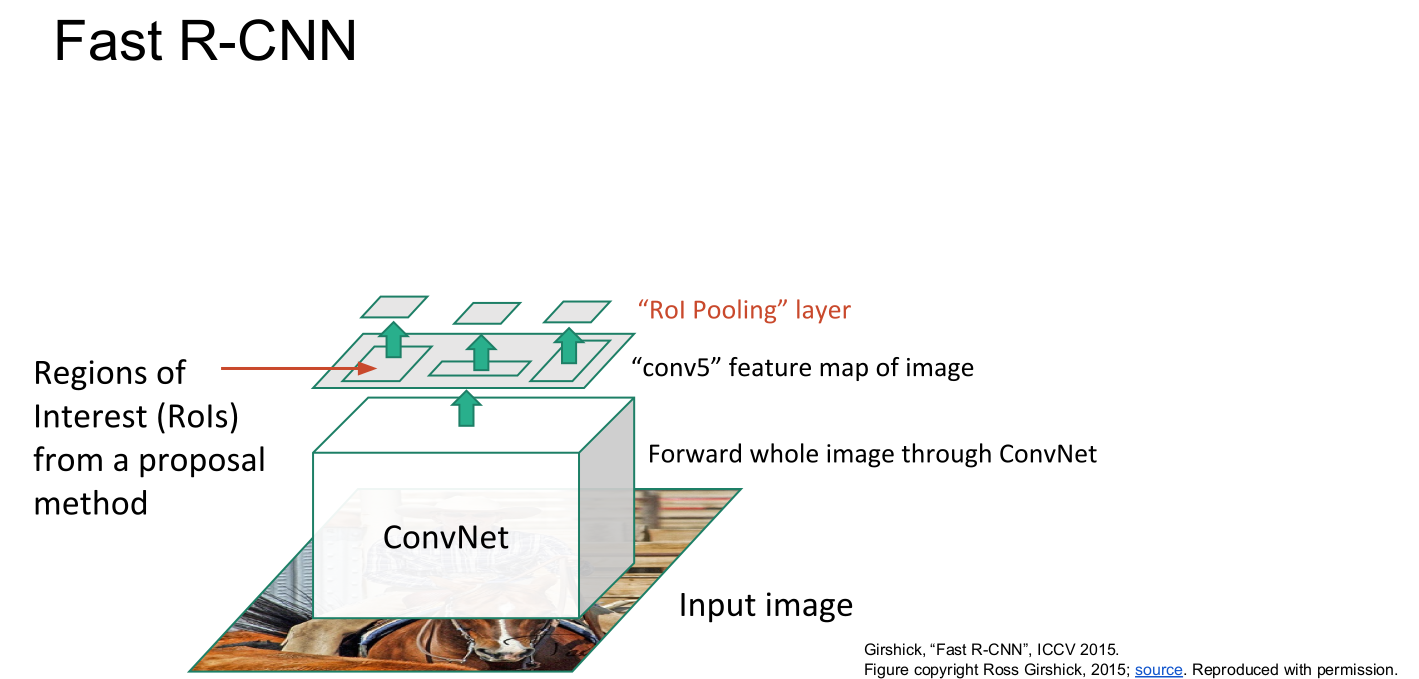 Fast R-CNN
“RoI Pooling” layer
“conv5” feature map of image
Regions of
Interest (RoIs)
from a proposal
method
Forward whole image through ConvNet
ConvNet
Input image
Girshick, “Fast R-CNN”, ICCV 2015.
Figure copyright Ross Girshick, 2015; source. Reproduced with permission.